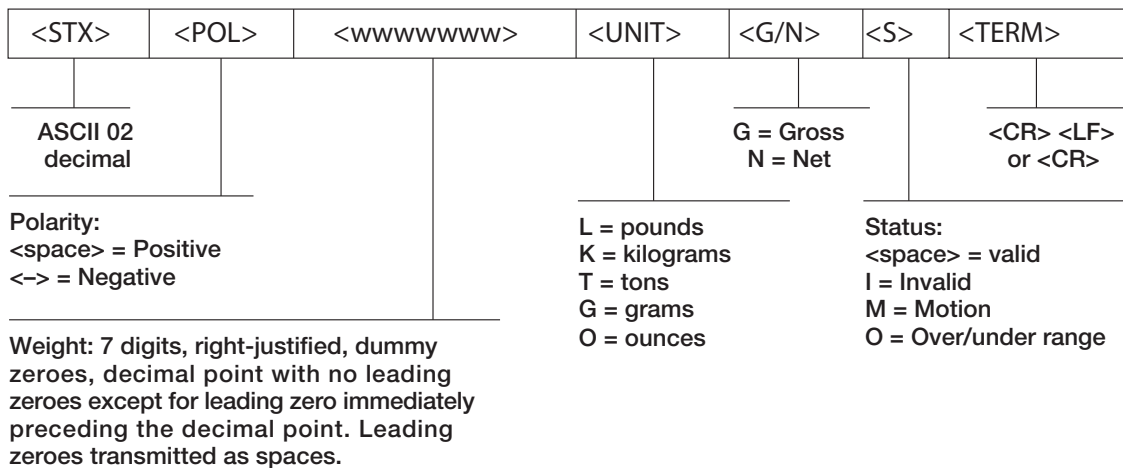 <STX> <POL> <wwwwwww> <UNIT> <G/N> <S> <TERM>
ASCII 02
decimal
G = Gross
N = Net
<CR> <LF>
or <CR>
Polarity:
<space> = Positive
<–> = Negative
L = pounds
K = kilograms
T = tons
G = grams
O = ounces
Status:
<space> = valid
I = Invalid
M = Motion
O = Over/under range
Weight: 7 digits, right-justified, dummy
zeroes, decimal point with no leading
zeroes except for leading zero immediately
preceding the decimal point. Leading
zeroes transmitted as spaces.